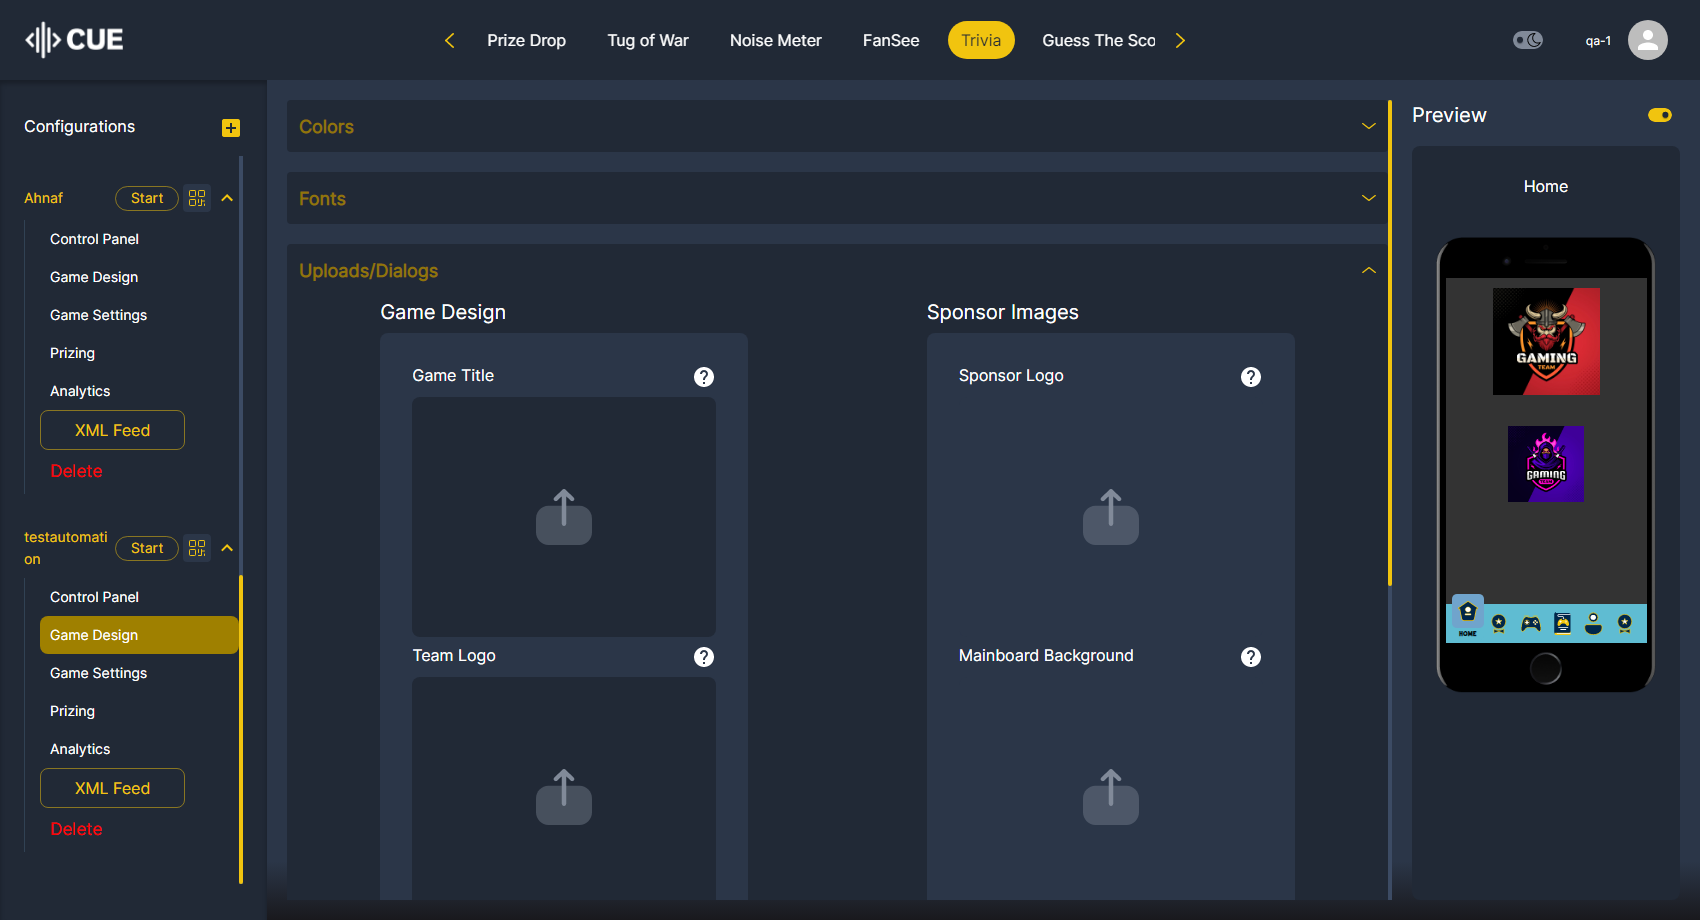 CUE
Prize Drop
Tug of War
Noise Meter
FanSee
Trivia
Guess The Sco
qa-1
Configurations
Ahnaf
Start
Control Panel
Game Design
Game Settings
Prizing
Analytics
XML Feed
Delete
testautomati
on
Start
Control Panel
Game Design
Game Settings
Prizing
Analytics
XML Feed
Delete
Colors
Fonts
Uploads/Dialogs
Game Design
Game Title
?
Team Logo
?
Sponsor Images
Sponsor Logo
?
Mainboard Background
?
Preview
Home
GAMING
TEAM
GAMING
TEAM
HOME